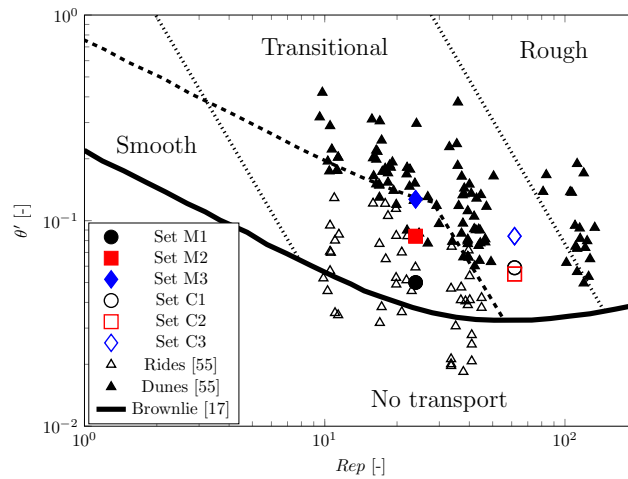 10^0
Transitional
Rough
Smooth
10^{-1}
θ′ [-]
Set M1
Set M2
Set M3
Set C1
Set C2
Set C3
Rides [55]
Dunes [55]
Brownlie [17]
No transport
10^{-2}
10^0
10^1
10^2
Rep [-]